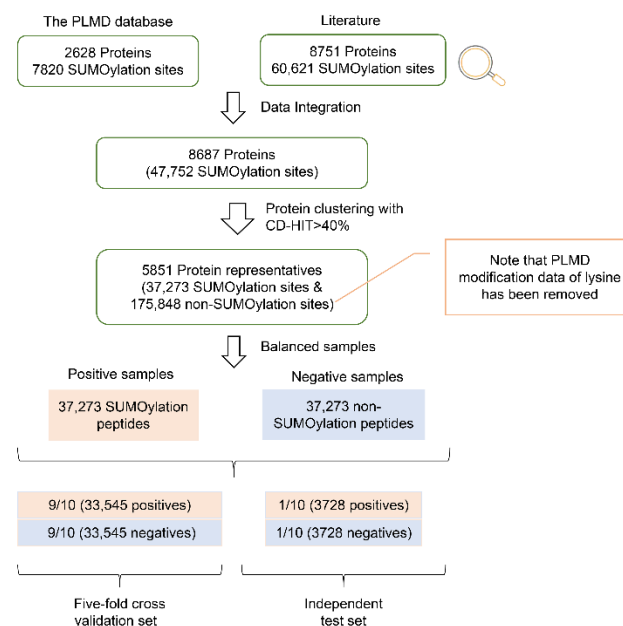 The PLMD database
Literature
2628 Proteins
7820 SUMOylation sites
8751 Proteins
60,621 SUMOylation sites
Data Integration
8687 Proteins
(47,752 SUMOylation sites)
Protein clustering with
CD-HIT>40%
5851 Protein representatives
(37,273 SUMOylation sites &
175,848 non-SUMOylation sites)
Note that PLMD
modification data of lysine
has been removed
Balanced samples
Positive samples
Negative samples
37,273 SUMOylation
peptides
37,273 non-
SUMOylation peptides
9/10 (33,545 positives)
9/10 (33,545 negatives)
1/10 (3728 positives)
1/10 (3728 negatives)
Five-fold cross
validation set
Independent
test set